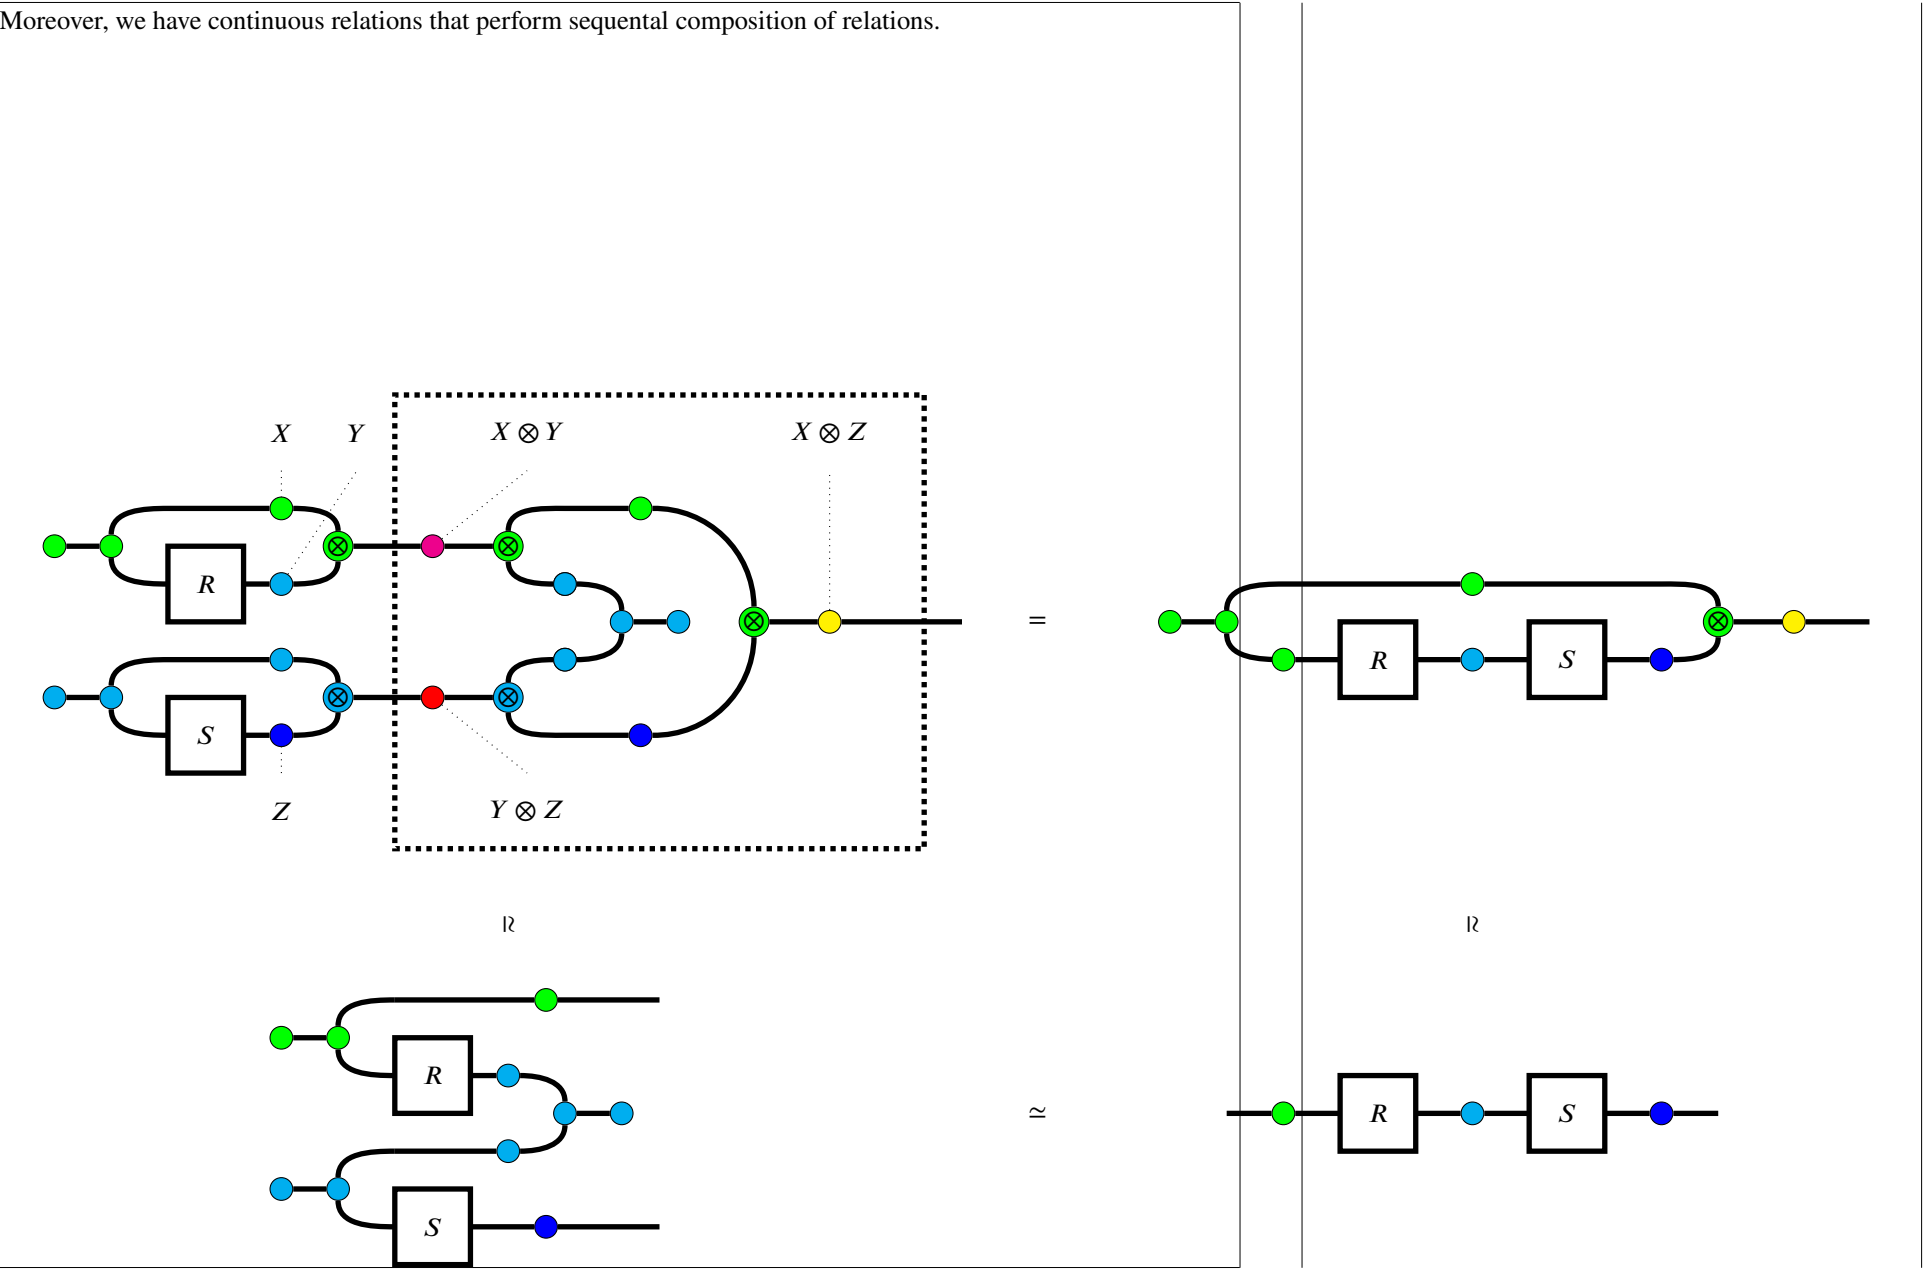 Moreover, we have continuous relations that perform sequental composition of relations.
X Y X ⊗ Y X ⊗ Z
⊗ ⊗
R
⊗ = ⊗
R S
⊗ ⊗
S
Z Y ⊗ Z
≃ ≃
R
≃ R S
S